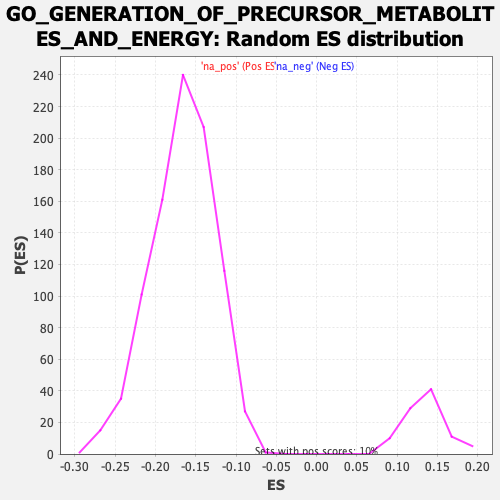 GO_GENERATION_OF_PRECURSOR_METABOLIT
ES_AND_ENERGY: Random ES distribution
'na_pos' (Pos ES 'na_neg' (Neg ES)
240
220
200
180
160
140
120
100
80
60
40
20
0
P(ES)
Sets with pos scores: 10%
-0.30 -0.25 -0.20 -0.15 -0.10 -0.05 0.00 0.05 0.10 0.15 0.20
ES